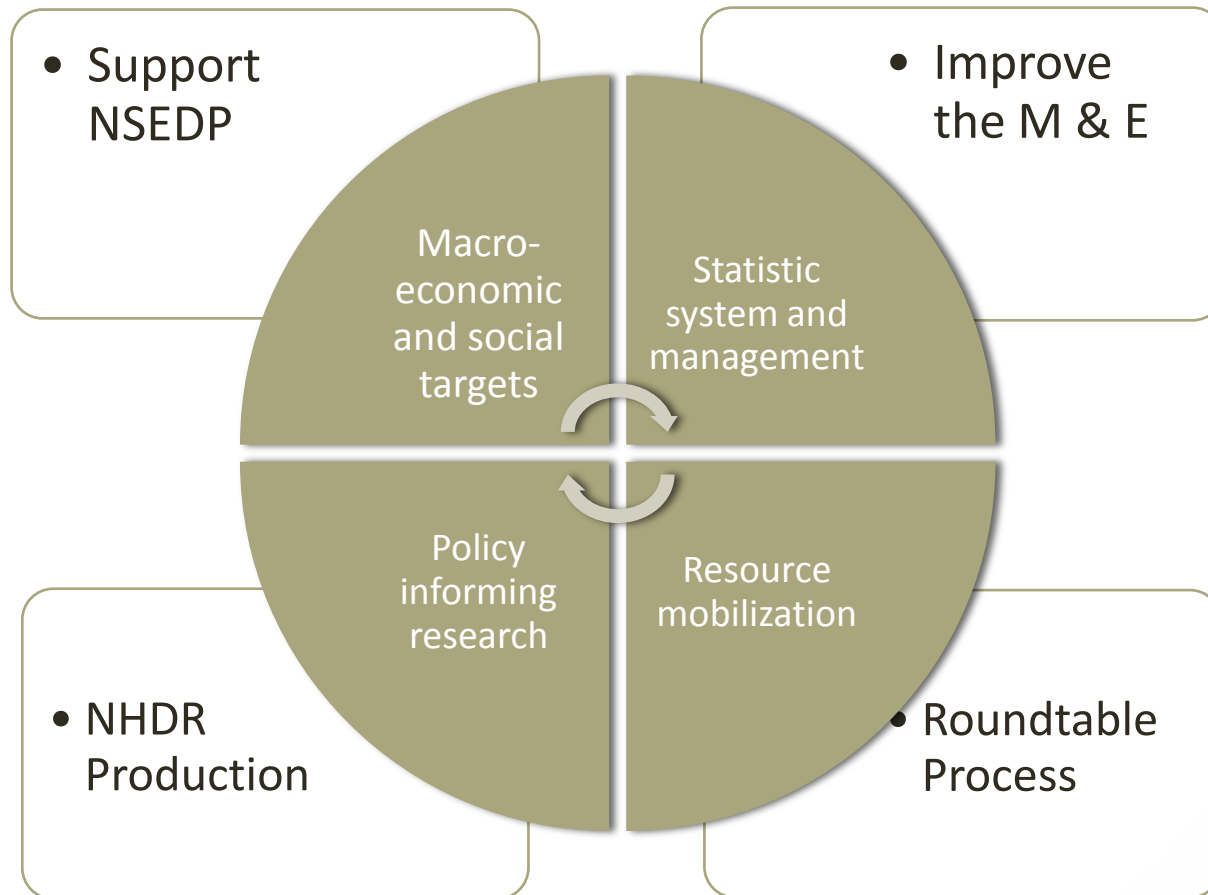 • Support
NSEDP
• Improve
the M & E
Macro-
economic
and social
targets
Statistic
system and
management
Policy
informing
research
Resource
mobilization
• NHDR
Production
• Roundtable
Process